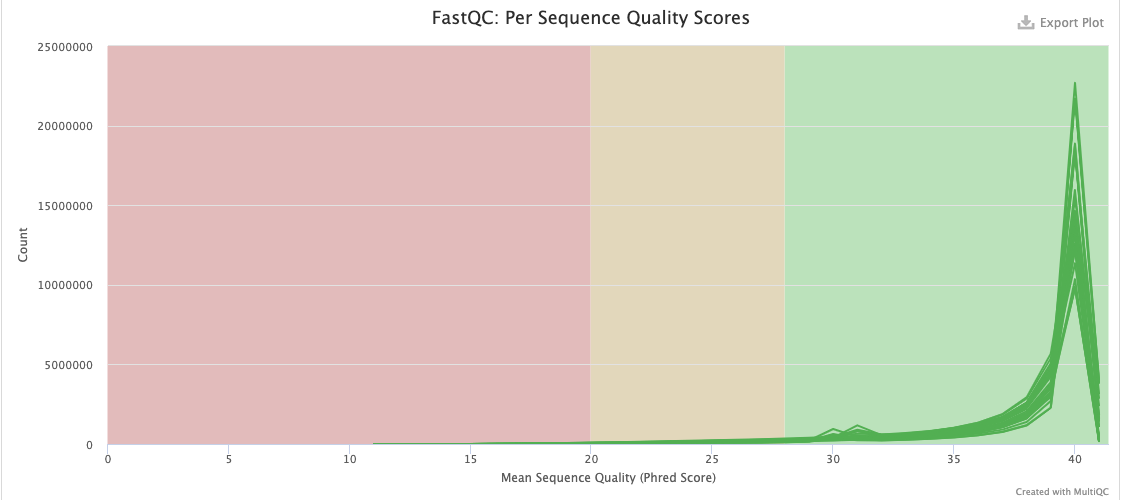 FastQC: Per Sequence Quality Scores
Export Plot
25000000
20000000
15000000
10000000
5000000
0
Count
0 5 10 15 20 25 30 35 40
Mean Sequence Quality (Phred Score)
Created with MultiQC